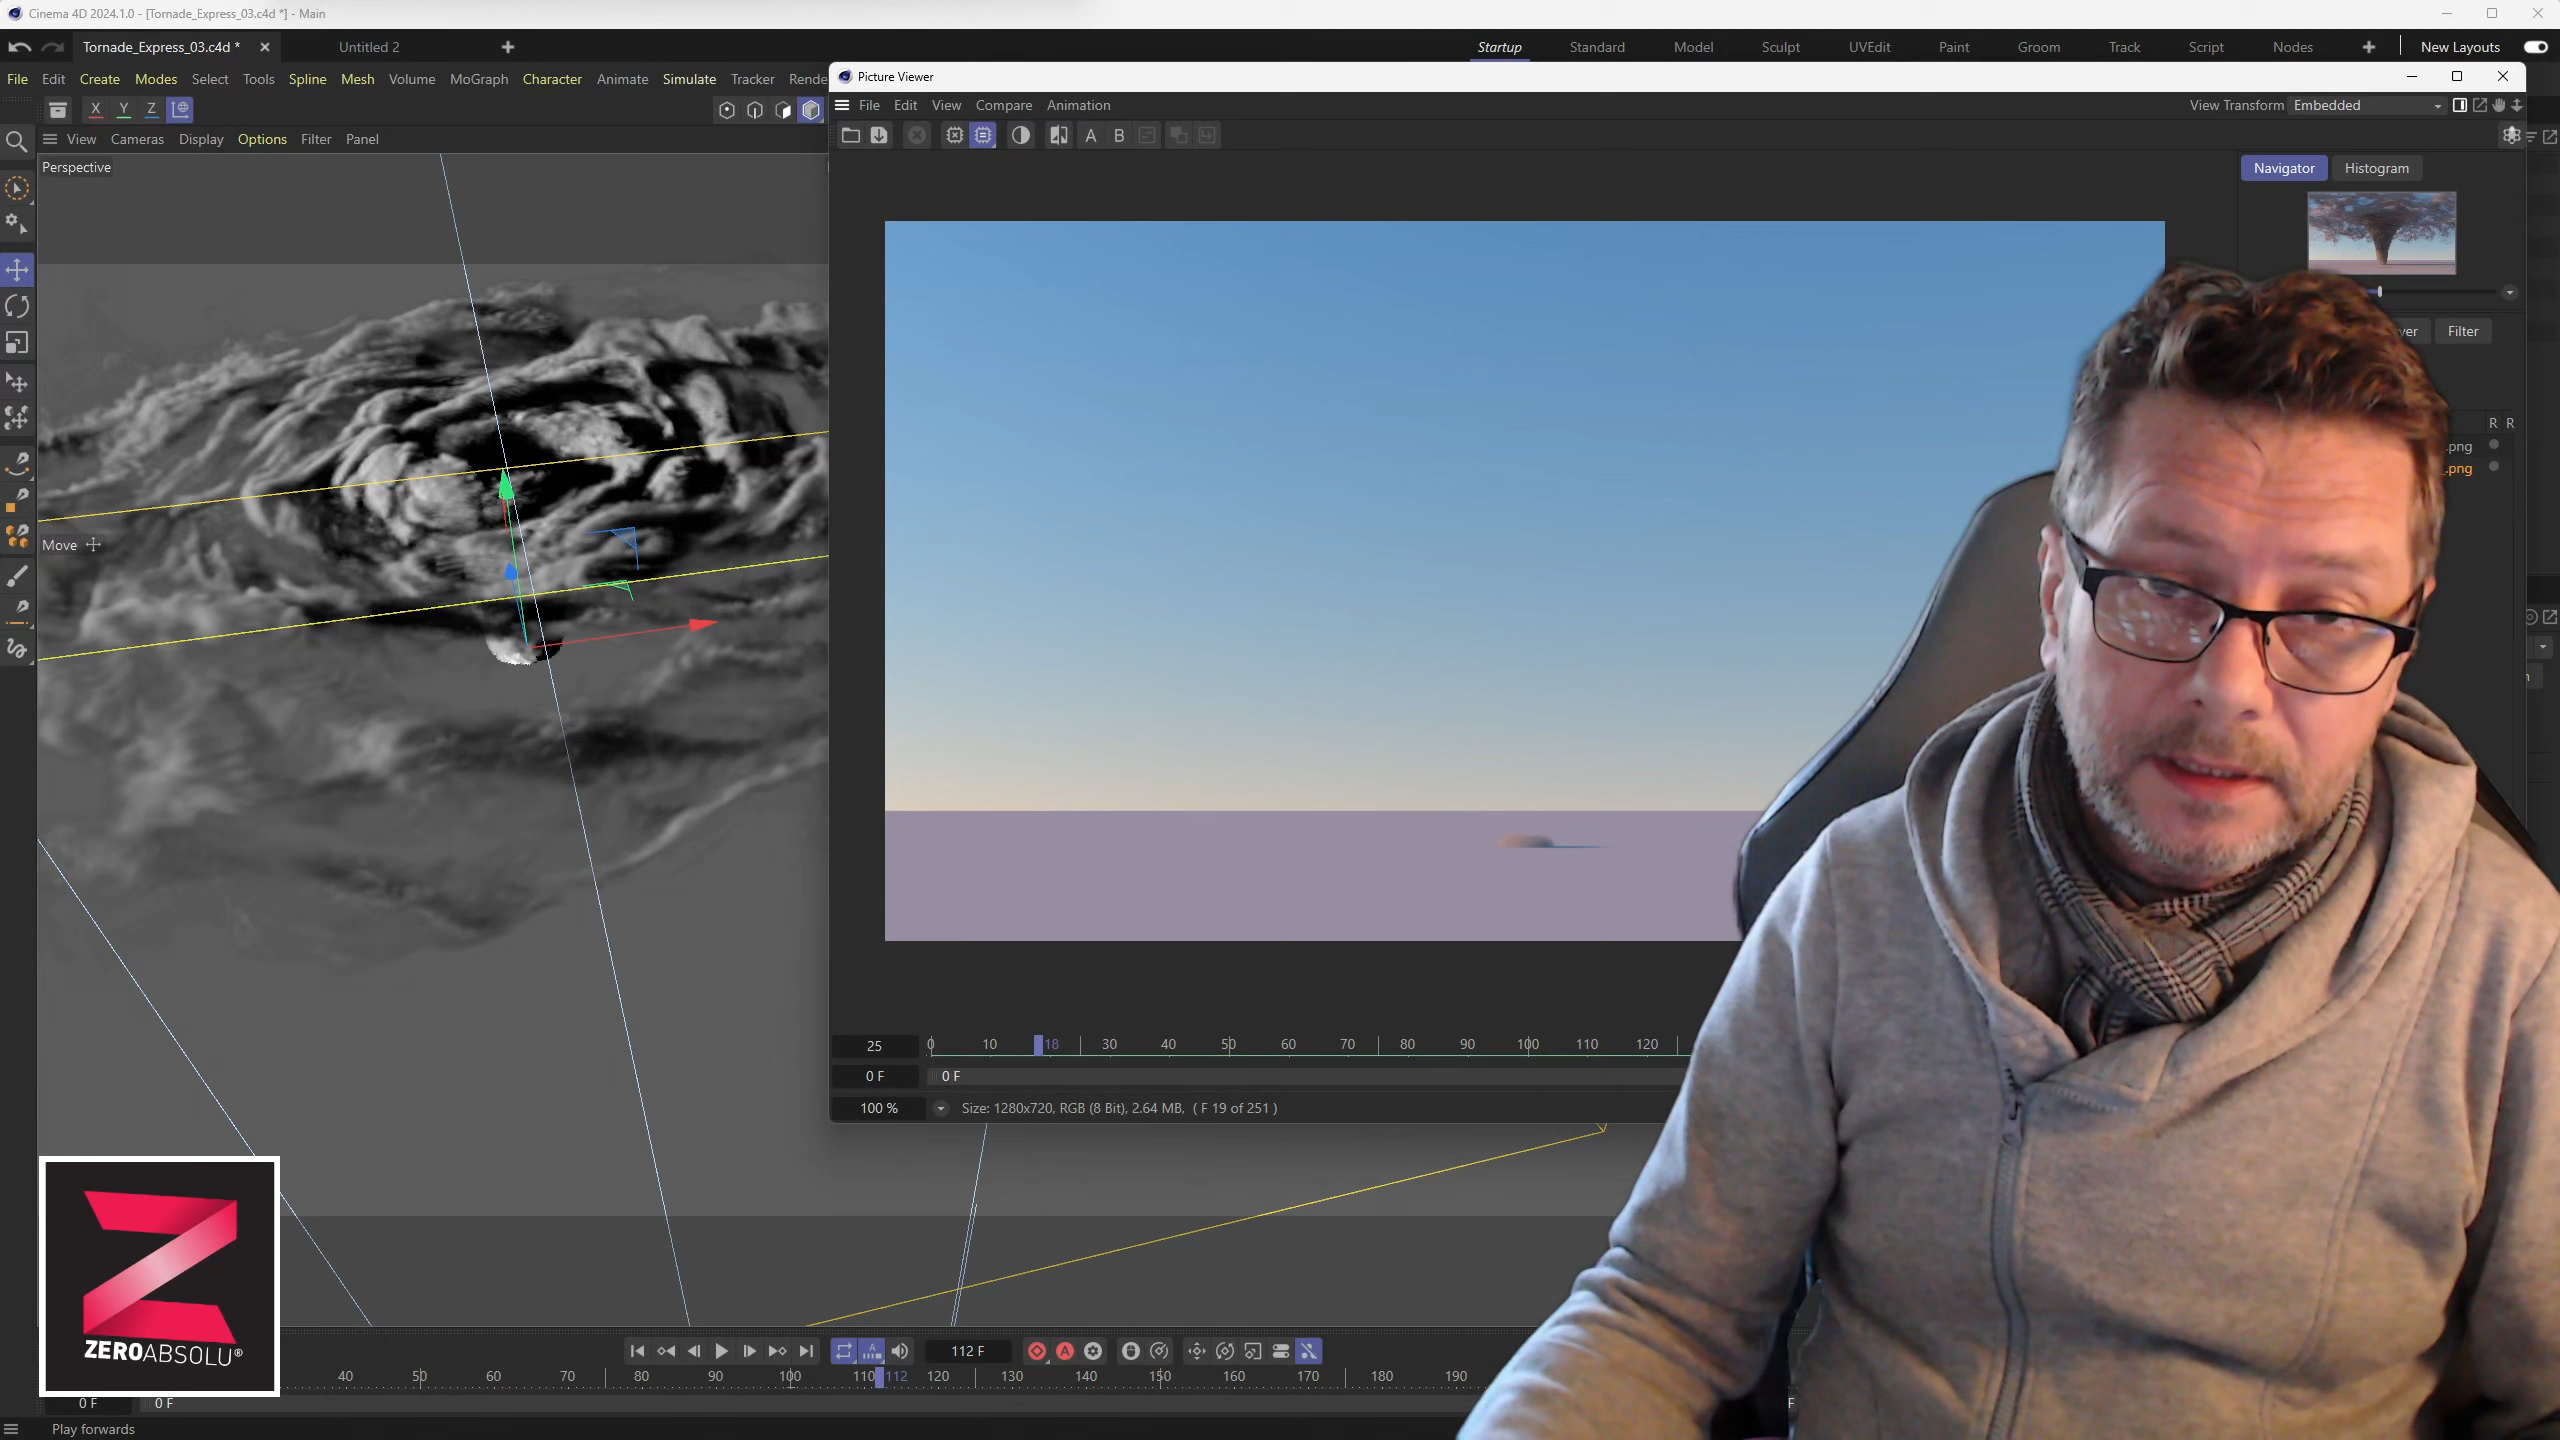 Cinema 4D 2024.1.0 - [Tornade_Express_03.c4d *] - Main
Tornade_Express_03.c4d * Untitled 2 Startup Standard Model Sculpt UVEdit Paint Groom Track Script Nodes New Layouts
File Edit Create Modes Select Tools Spline Mesh Volume MoGraph Character Animate Simulate Tracker Rende
Picture Viewer
File Edit View Compare Animation View Transform Embedded
X Y Z
A B
View Cameras Display Options Filter Panel
Perspective
Navigator Histogram
ver Filter
R R
.png
.png
Move
25 0 10 18 30 40 50 60 70 80 90 100 110 120
0 F 0 F
100 % Size: 1280x720, RGB (8 Bit), 2.64 MB, ( F 19 of 251 )
ZEROABSOLU®
112 F
40 50 60 70 80 90 100 110 112 120 130 140 150 160 170 180 190
0 F 0 F F
Play forwards